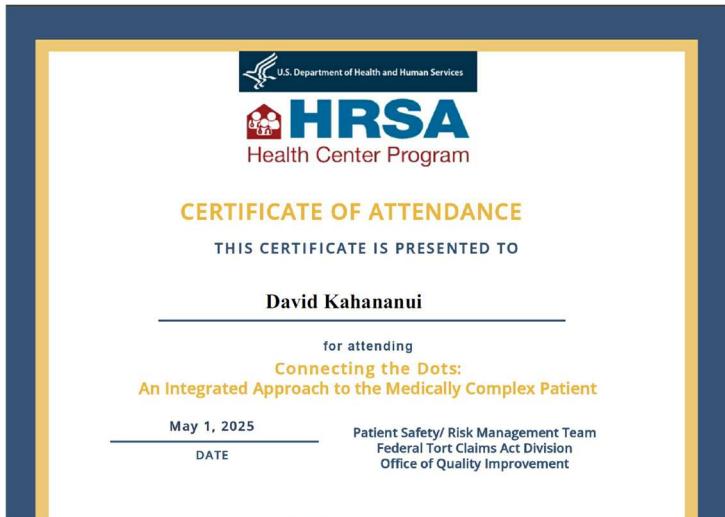 U.S. Department of Health and Human Services
HRSA
Health Center Program
CERTIFICATE OF ATTENDANCE
THIS CERTIFICATE IS PRESENTED TO
David Kahananui
for attending
Connecting the Dots:
An Integrated Approach to the Medically Complex Patient
May 1, 2025
DATE
Patient Safety/ Risk Management Team
Federal Tort Claims Act Division
Office of Quality Improvement